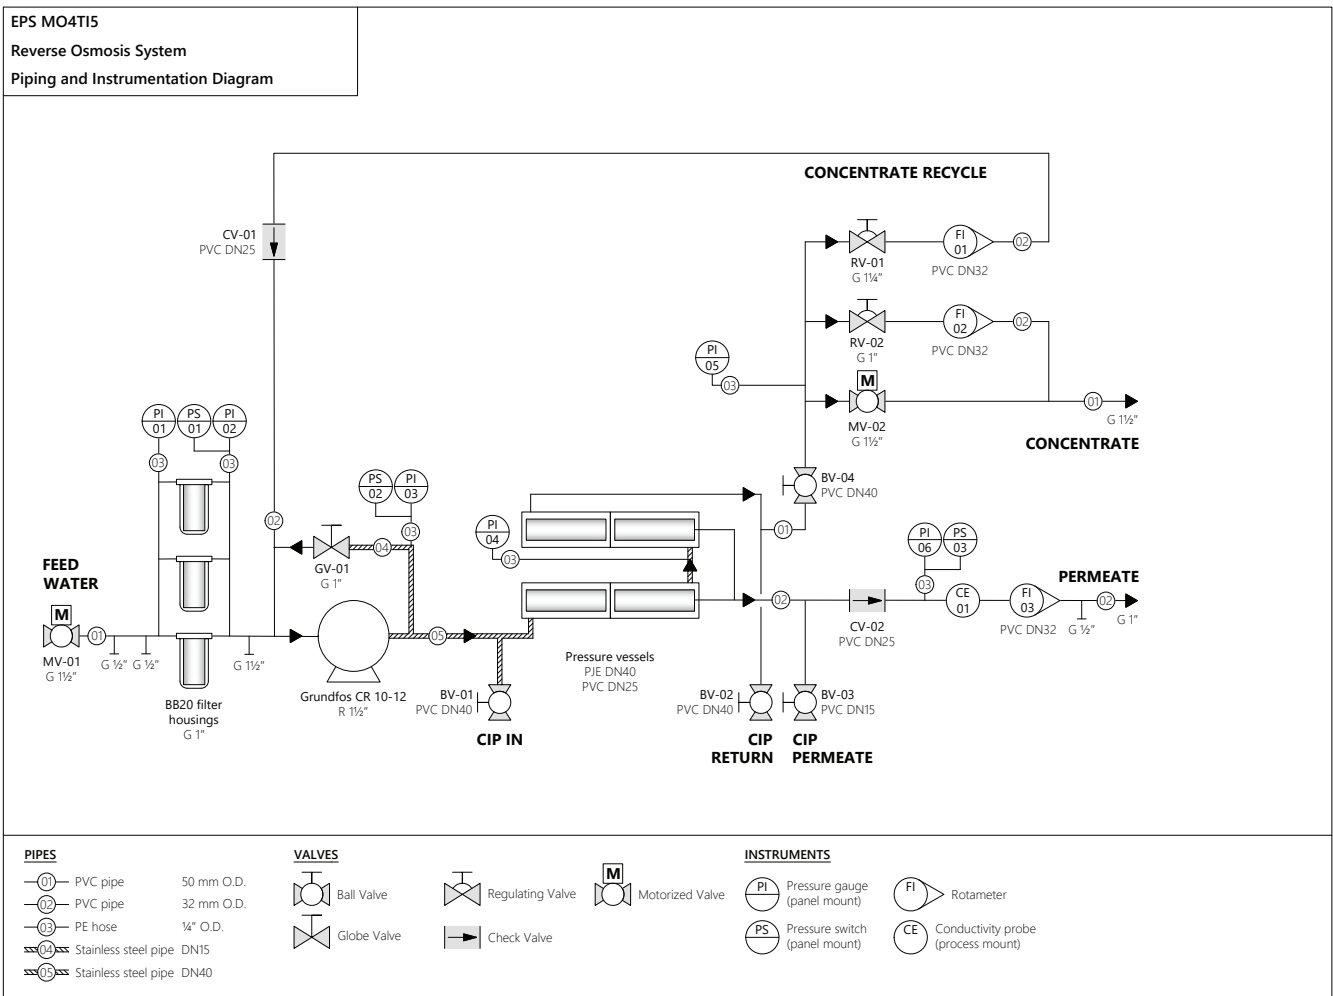 EPS MO4TI5
Reverse Osmosis System
Piping and Instrumentation Diagram
CONCENTRATE RECYCLE
CV-01
PVC DN25
RV-01
G 1¼"
FI
01
PVC DN32
02
RV-02
G 1"
FI
02
PVC DN32
02
PI
05
03
M
MV-02
G 1½"
01
G 1½"
CONCENTRATE
PI
01
PS
01
PI
02
03
03
PS
02
PI
03
03
BV-04
PVC DN40
02
04
GV-01
G 1"
PI
04
03
01
PI
06
PS
03
03
FEED
WATER
M
MV-01
G 1½"
01
G ½"
G ½"
G 1½"
BB20 filter
housings
G 1"
Grundfos CR 10-12
R 1½"
05
BV-01
PVC DN40
CIP IN
Pressure vessels
PJE DN40
PVC DN25
02
CV-02
PVC DN25
CE
01
FI
03
PVC DN32
G ½"
02
G 1"
PERMEATE
BV-02
PVC DN40
CIP
RETURN
BV-03
PVC DN15
CIP
PERMEATE
PIPES
01 PVC pipe 50 mm O.D.
02 PVC pipe 32 mm O.D.
03 PE hose ¼" O.D.
04 Stainless steel pipe DN15
05 Stainless steel pipe DN40
VALVES
Ball Valve
Globe Valve
Regulating Valve
Check Valve
M
Motorized Valve
INSTRUMENTS
PI
Pressure gauge
(panel mount)
PS
Pressure switch
(panel mount)
FI
Rotameter
CE
Conductivity probe
(process mount)